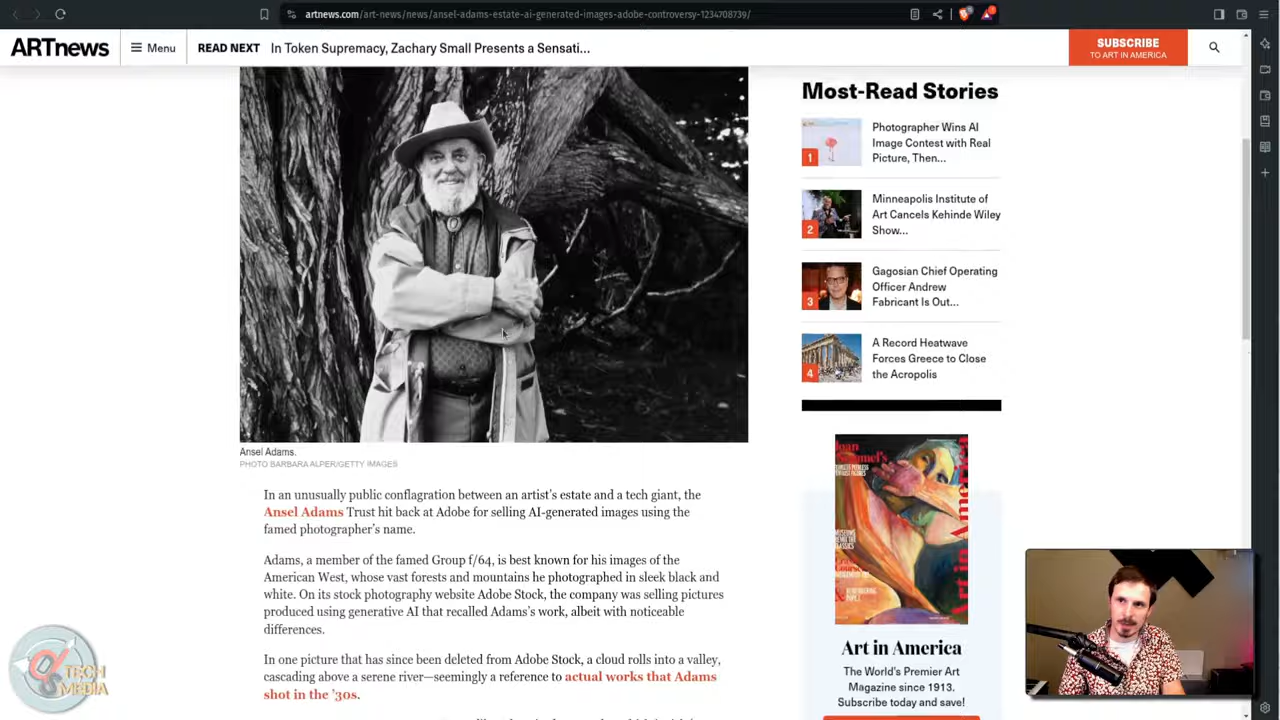 artnews.com/art-news/news/ansel-adams-estate-ai-generated-images-adobe-controversy-1234708739/
ARTnews
Menu
READ NEXT In Token Supremacy, Zachary Small Presents a Sensati...
SUBSCRIBE
TO ART IN AMERICA
Ansel Adams.
PHOTO BARBARA ALPER/GETTY IMAGES
In an unusually public conflagration between an artist's estate and a tech giant, the
Ansel Adams Trust hit back at Adobe for selling AI-generated images using the
famed photographer's name.
Adams, a member of the famed Group f/64, is best known for his images of the
American West, whose vast forests and mountains he photographed in sleek black and
white. On its stock photography website Adobe Stock, the company was selling pictures
produced using generative AI that recalled Adams's work, albeit with noticeable
differences.
In one picture that has since been deleted from Adobe Stock, a cloud rolls into a valley,
cascading above a serene river—seemingly a reference to actual works that Adams
shot in the '30s.
Most-Read Stories
1
Photographer Wins AI
Image Contest with Real
Picture, Then...
2
Minneapolis Institute of
Art Cancels Kehinde Wiley
Show...
3
Gagosian Chief Operating
Officer Andrew
Fabricant Is Out...
4
A Record Heatwave
Forces Greece to Close
the Acropolis
Art in America
Art in America
The World's Premier Art
Magazine since 1913.
Subscribe today and save!
TECH
MEDIA